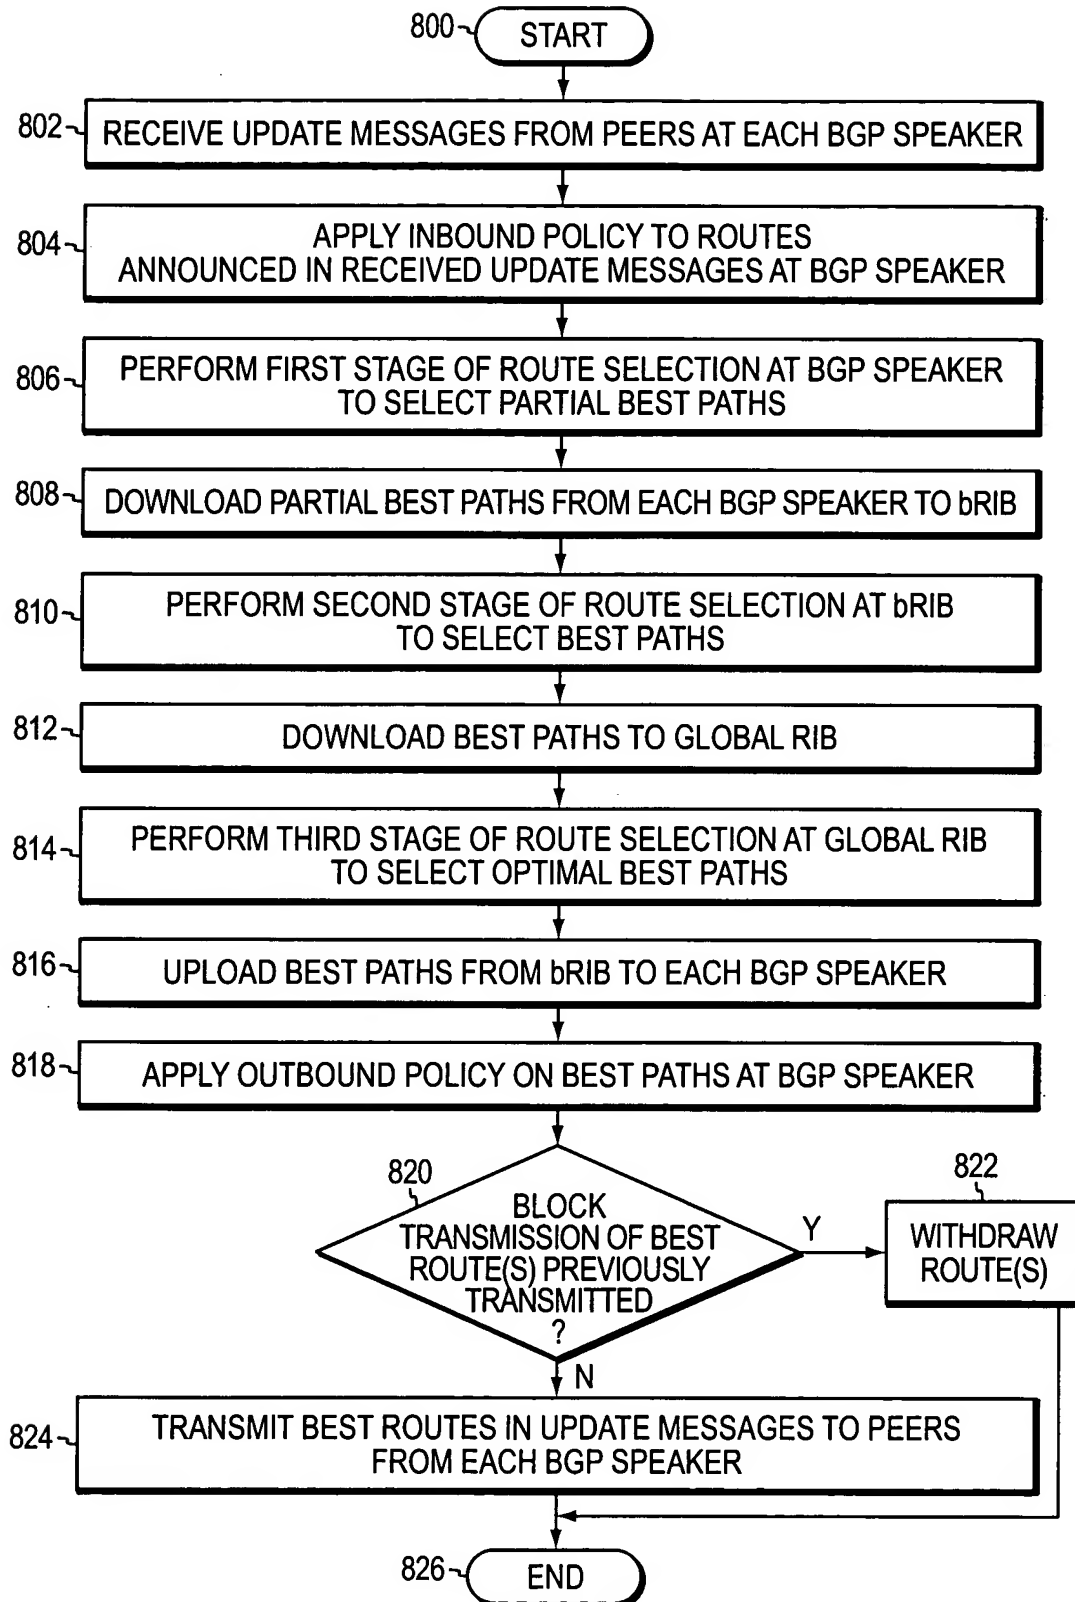 800
START
802
RECEIVE UPDATE MESSAGES FROM PEERS AT EACH BGP SPEAKER
804
APPLY INBOUND POLICY TO ROUTES
ANNOUNCED IN RECEIVED UPDATE MESSAGES AT BGP SPEAKER
806
PERFORM FIRST STAGE OF ROUTE SELECTION AT BGP SPEAKER
TO SELECT PARTIAL BEST PATHS
808
DOWNLOAD PARTIAL BEST PATHS FROM EACH BGP SPEAKER TO bRIB
810
PERFORM SECOND STAGE OF ROUTE SELECTION AT bRIB
TO SELECT BEST PATHS
812
DOWNLOAD BEST PATHS TO GLOBAL RIB
814
PERFORM THIRD STAGE OF ROUTE SELECTION AT GLOBAL RIB
TO SELECT OPTIMAL BEST PATHS
816
UPLOAD BEST PATHS FROM bRIB TO EACH BGP SPEAKER
818
APPLY OUTBOUND POLICY ON BEST PATHS AT BGP SPEAKER
820
BLOCK
TRANSMISSION OF BEST
ROUTE(S) PREVIOUSLY
TRANSMITTED
?
Y
822
WITHDRAW
ROUTE(S)
N
824
TRANSMIT BEST ROUTES IN UPDATE MESSAGES TO PEERS
FROM EACH BGP SPEAKER
826
END